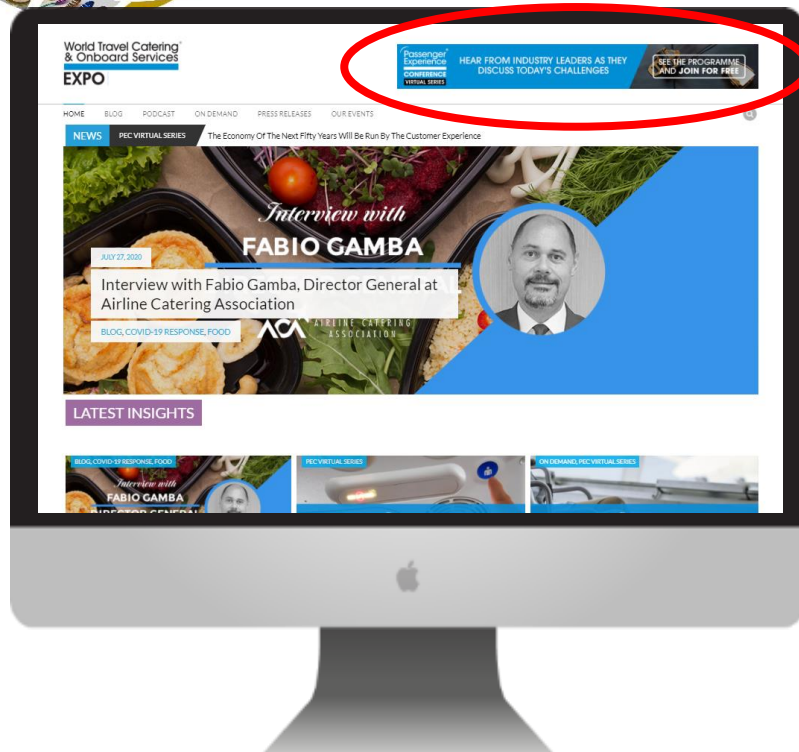 World Travel Catering
& Onboard Services
EXPO
Passenger
Experience
CONFERENCE
VIRTUAL SERIES
HEAR FROM INDUSTRY LEADERS AS THEY
DISCUSS TODAY'S CHALLENGES
SEE THE PROGRAMME
AND JOIN FOR FREE
HOME BLOG PODCAST ON DEMAND PRESS RELEASES OUR EVENTS
NEWS PEC VIRTUAL SERIES The Economy Of The Next Fifty Years Will Be Run By The Customer Experience
Interview with
FABIO GAMBA
JULY 27, 2020
Interview with Fabio Gamba, Director General at
Airline Catering Association
BLOG, COVID-19 RESPONSE, FOOD
ACA AIRLINE CATERING
ASSOCIATION
LATEST INSIGHTS
BLOG, COVID-19 RESPONSE, FOOD
Interview with
FABIO GAMBA
DIRECTOR GENERAL
PEC VIRTUAL SERIES
ON DEMAND, PEC VIRTUAL SERIES